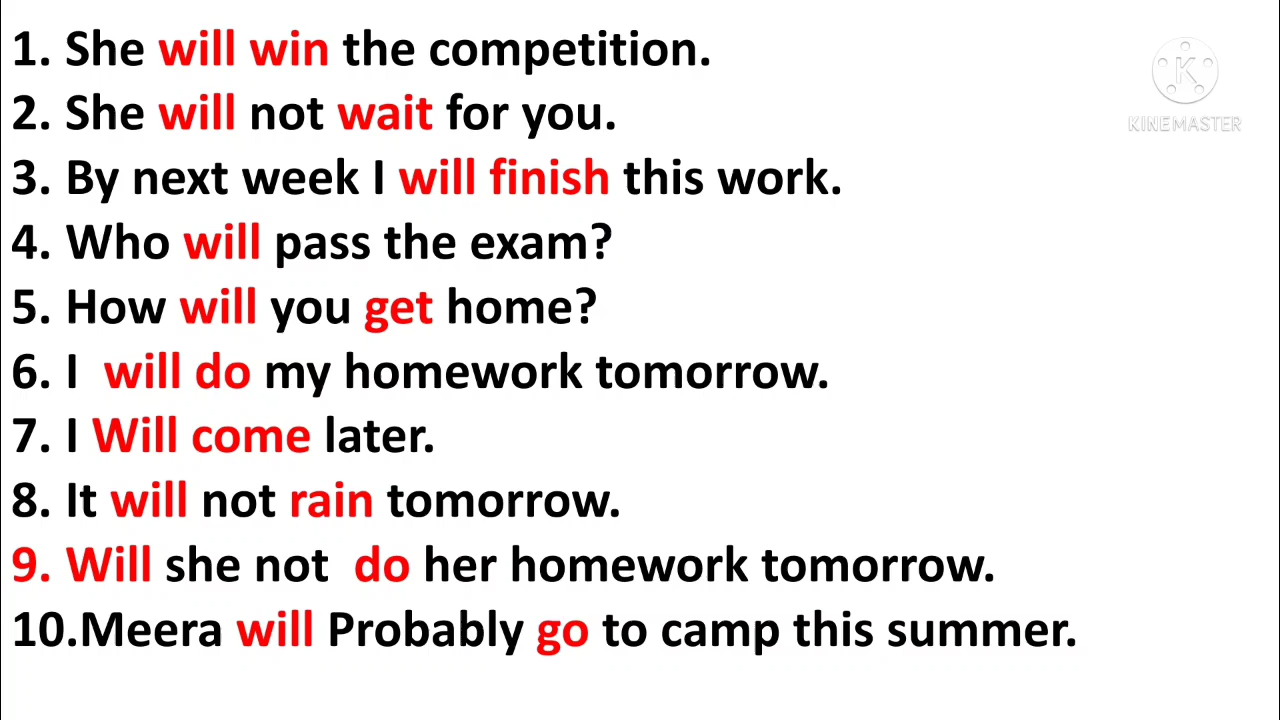 1. She will win the competition.
K
KINEMASTER
2. She will not wait for you.
3. By next week I will finish this work.
4. Who will pass the exam?
5. How will you get home?
6. I  will do my homework tomorrow.
7. I Will come later.
8. It will not rain tomorrow.
9. Will she not  do her homework tomorrow.
10.Meera will Probably go to camp this summer.